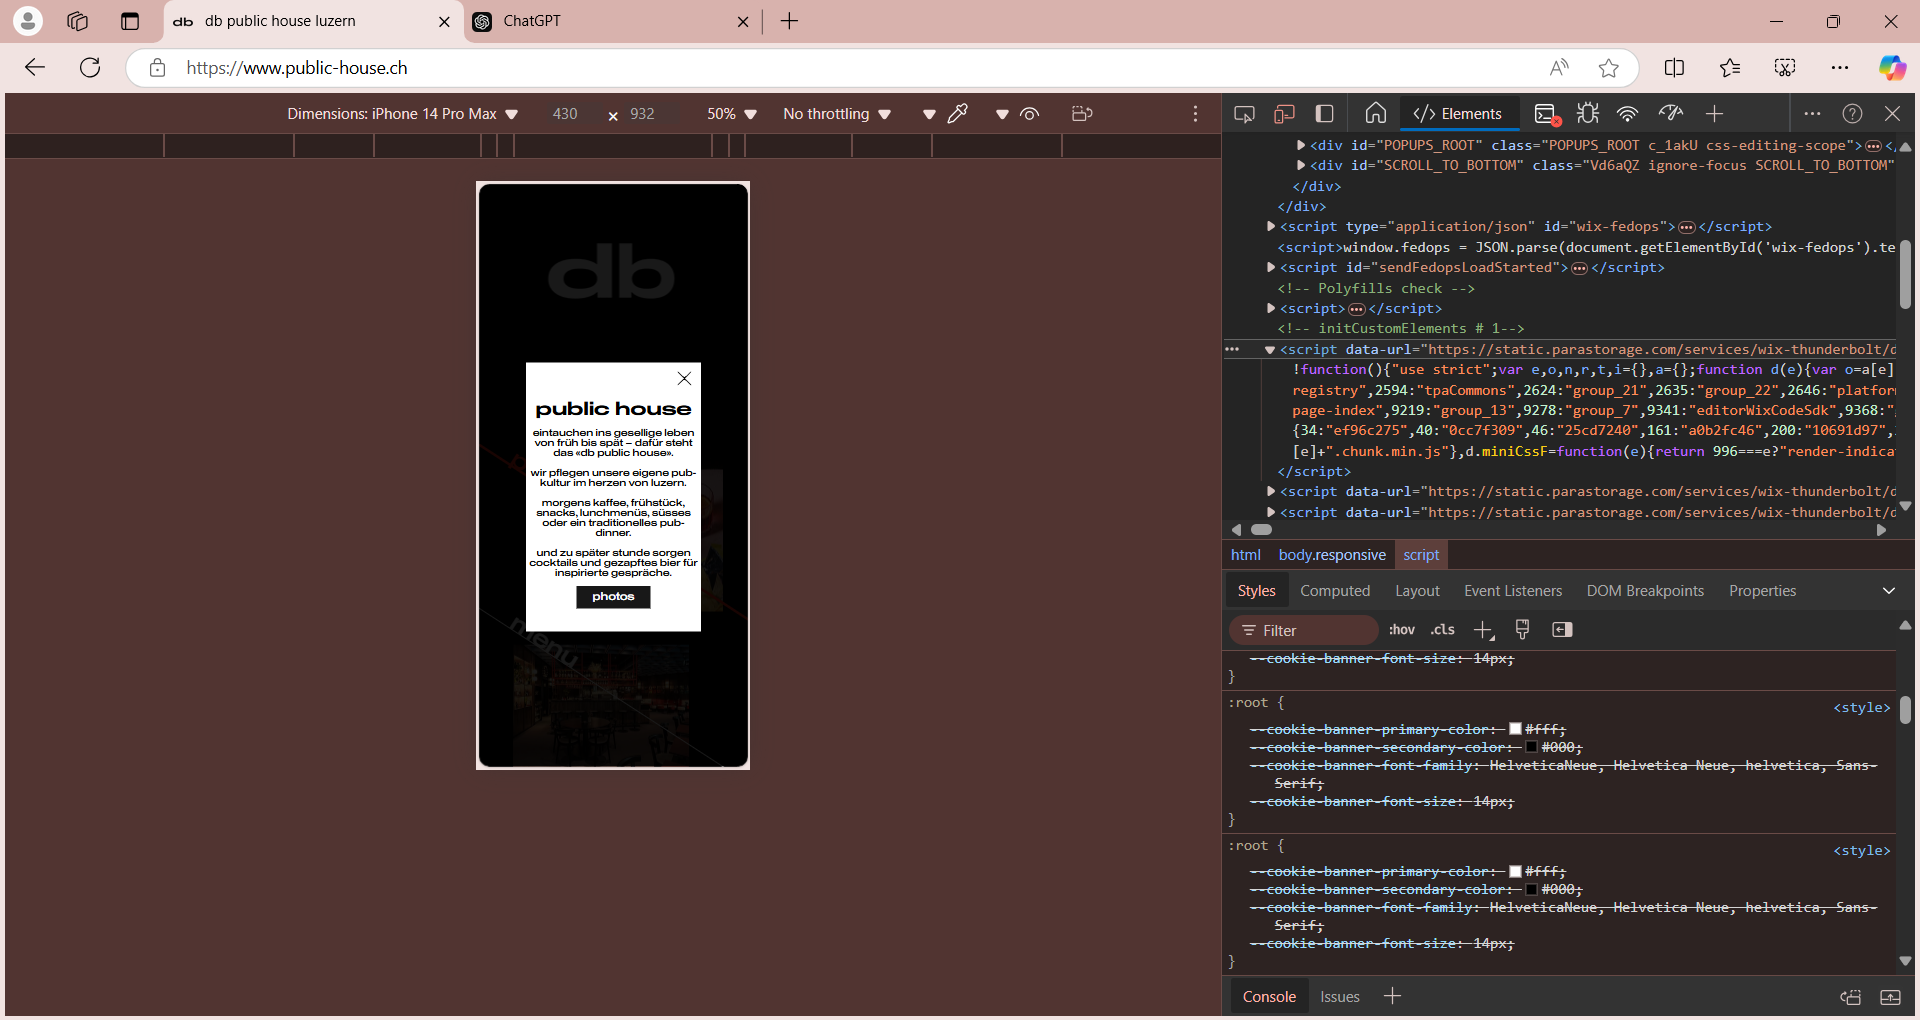 db public house luzern
ChatGPT
https://www.public-house.ch
Dimensions: iPhone 14 Pro Max 430 × 932 50% No throttling
Elements
<div id="POPUPS_ROOT" class="POPUPS_ROOT c_1akU css-editing-scope">
<div id="SCROLL_TO_BOTTOM" class="Vd6aQZ ignore-focus SCROLL_TO_BOTTOM"
</div>
</div>
<script type="application/json" id="wix-fedops"></script>
<script>window.fedops = JSON.parse(document.getElementById('wix-fedops').te
<script id="sendFedopsLoadStarted"></script>
<!-- Polyfills check -->
<script></script>
<!-- initCustomElements # 1-->
<script data-url="https://static.parastorage.com/services/wix-thunderbolt/d
!function(){"use strict";var e,o,n,r,t,i={},a={};function d(e){var o=a[e]
registry",2594:"tpaCommons",2624:"group_21",2635:"group_22",2646:"platform
page-index",9219:"group_13",9278:"group_7",9341:"editorWixCodeSdk",9368:"
{34:"ef96c275",40:"0cc7f309",46:"25cd7240",161:"a0b2fc46",200:"10691d97",
[e]+".chunk.min.js"},d.miniCssF=function(e){return 996===e?"render-indica
</script>
<script data-url="https://static.parastorage.com/services/wix-thunderbolt/d
<script data-url="https://static.parastorage.com/services/wix-thunderbolt/d
html body.responsive script
Styles Computed Layout Event Listeners DOM Breakpoints Properties
Filter :hov .cls
--cookie-banner-font-size: 14px;
}
:root { <style>
--cookie-banner-primary-color: #fff;
--cookie-banner-secondary-color: #000;
--cookie-banner-font-family: HelveticaNeue, Helvetica Neue, helvetica, Sans-
Serif;
--cookie-banner-font-size: 14px;
}
:root { <style>
--cookie-banner-primary-color: #fff;
--cookie-banner-secondary-color: #000;
--cookie-banner-font-family: HelveticaNeue, Helvetica Neue, helvetica, Sans-
Serif;
--cookie-banner-font-size: 14px;
}
Console Issues
db
public house
eintauchen ins gesellige leben
von früh bis spät – dafür steht
das «db public house».
wir pflegen unsere eigene pub-
kultur im herzen von luzern.
morgens kaffee, frühstück,
snacks, lunchmenüs, süsses
oder ein traditionelles pub-
dinner.
und zu später stunde sorgen
cocktails und gezapftes bier für
inspirierte gespräche.
photos
menu